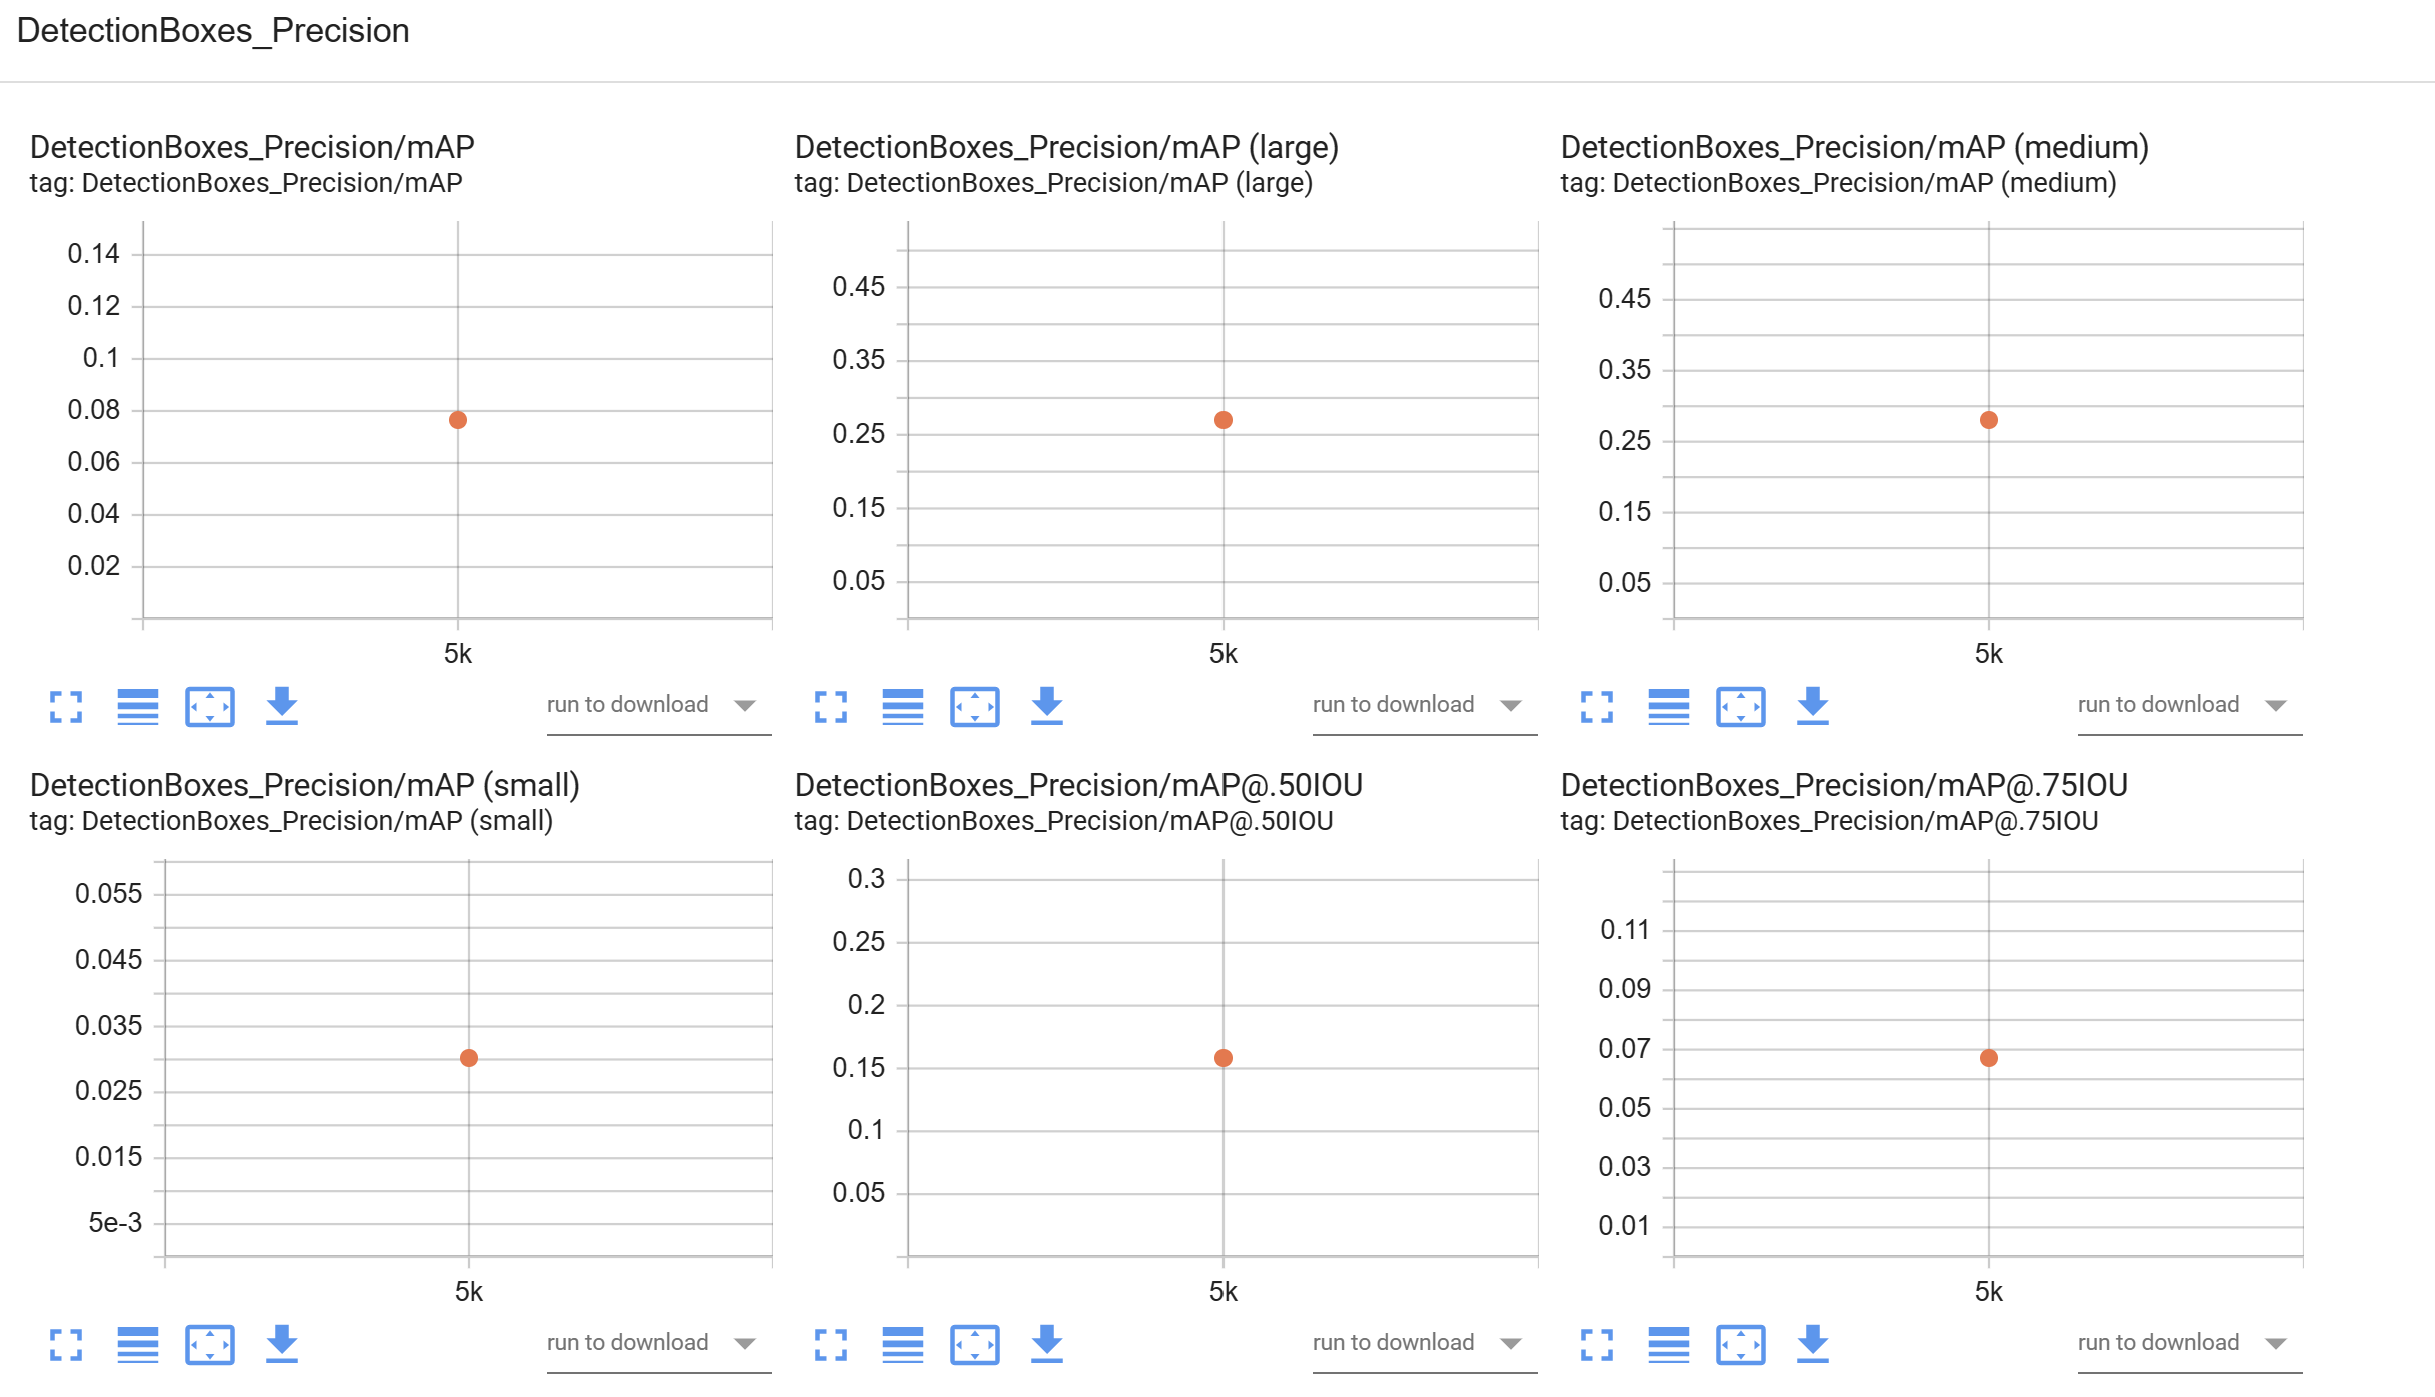 DetectionBoxes_Precision
DetectionBoxes_Precision/mAP
tag: DetectionBoxes_Precision/mAP
0.14
0.12
0.1
0.08
0.06
0.04
0.02
5k
run to download
DetectionBoxes_Precision/mAP (large)
tag: DetectionBoxes_Precision/mAP (large)
0.45
0.35
0.25
0.15
0.05
5k
run to download
DetectionBoxes_Precision/mAP (medium)
tag: DetectionBoxes_Precision/mAP (medium)
0.45
0.35
0.25
0.15
0.05
5k
run to download
DetectionBoxes_Precision/mAP (small)
tag: DetectionBoxes_Precision/mAP (small)
0.055
0.045
0.035
0.025
0.015
5e-3
5k
run to download
DetectionBoxes_Precision/mAP@.50IOU
tag: DetectionBoxes_Precision/mAP@.50IOU
0.3
0.25
0.2
0.15
0.1
0.05
5k
run to download
DetectionBoxes_Precision/mAP@.75IOU
tag: DetectionBoxes_Precision/mAP@.75IOU
0.11
0.09
0.07
0.05
0.03
0.01
5k
run to download